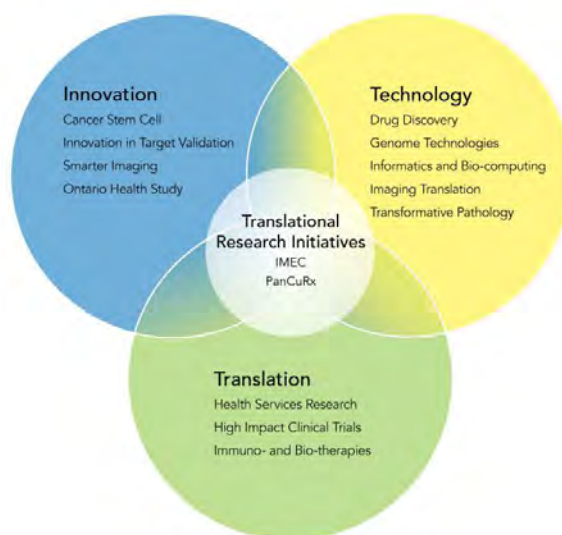 Innovation
Cancer Stem Cell
Innovation in Target Validation
Smarter Imaging
Ontario Health Study
Technology
Drug Discovery
Genome Technologies
Informatics and Bio-computing
Imaging Translation
Transformative Pathology
Translational
Research Initiatives
IMEC
PanCuRx
Translation
Health Services Research
High Impact Clinical Trials
Immuno- and Bio-therapies